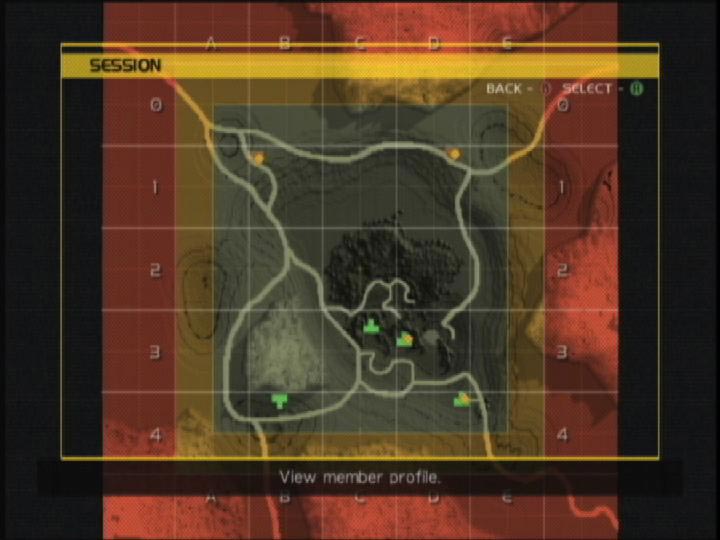 A B C D E
SESSION
BACK - B SELECT - A
0 0
1 1
2 2
3 3
4 4
View member profile.
A B C D E